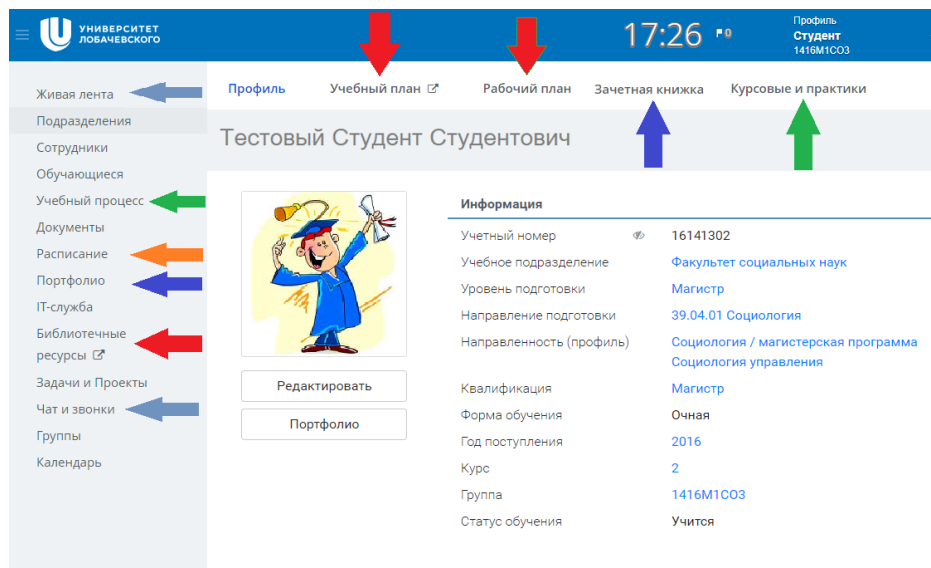 УНИВЕРСИТЕТ
ЛОБАЧЕВСКОГО
17:26
0
Профиль
Студент
1416М1СО3
Живая лента
Подразделения
Сотрудники
Обучающиеся
Учебный процесс
Документы
Расписание
Портфолио
IT-служба
Библиотечные
ресурсы
Задачи и Проекты
Чат и звонки
Группы
Календарь
Профиль Учебный план Рабочий план Зачетная книжка Курсовые и практики
Тестовый Студент Студентович
Редактировать
Портфолио
Информация
Учетный номер 16141302
Учебное подразделение Факультет социальных наук
Уровень подготовки Магистр
Направление подготовки 39.04.01 Социология
Направленность (профиль) Социология / магистерская программа
Социология управления
Квалификация Магистр
Форма обучения Очная
Год поступления 2016
Курс 2
Группа 1416М1СО3
Статус обучения Учится